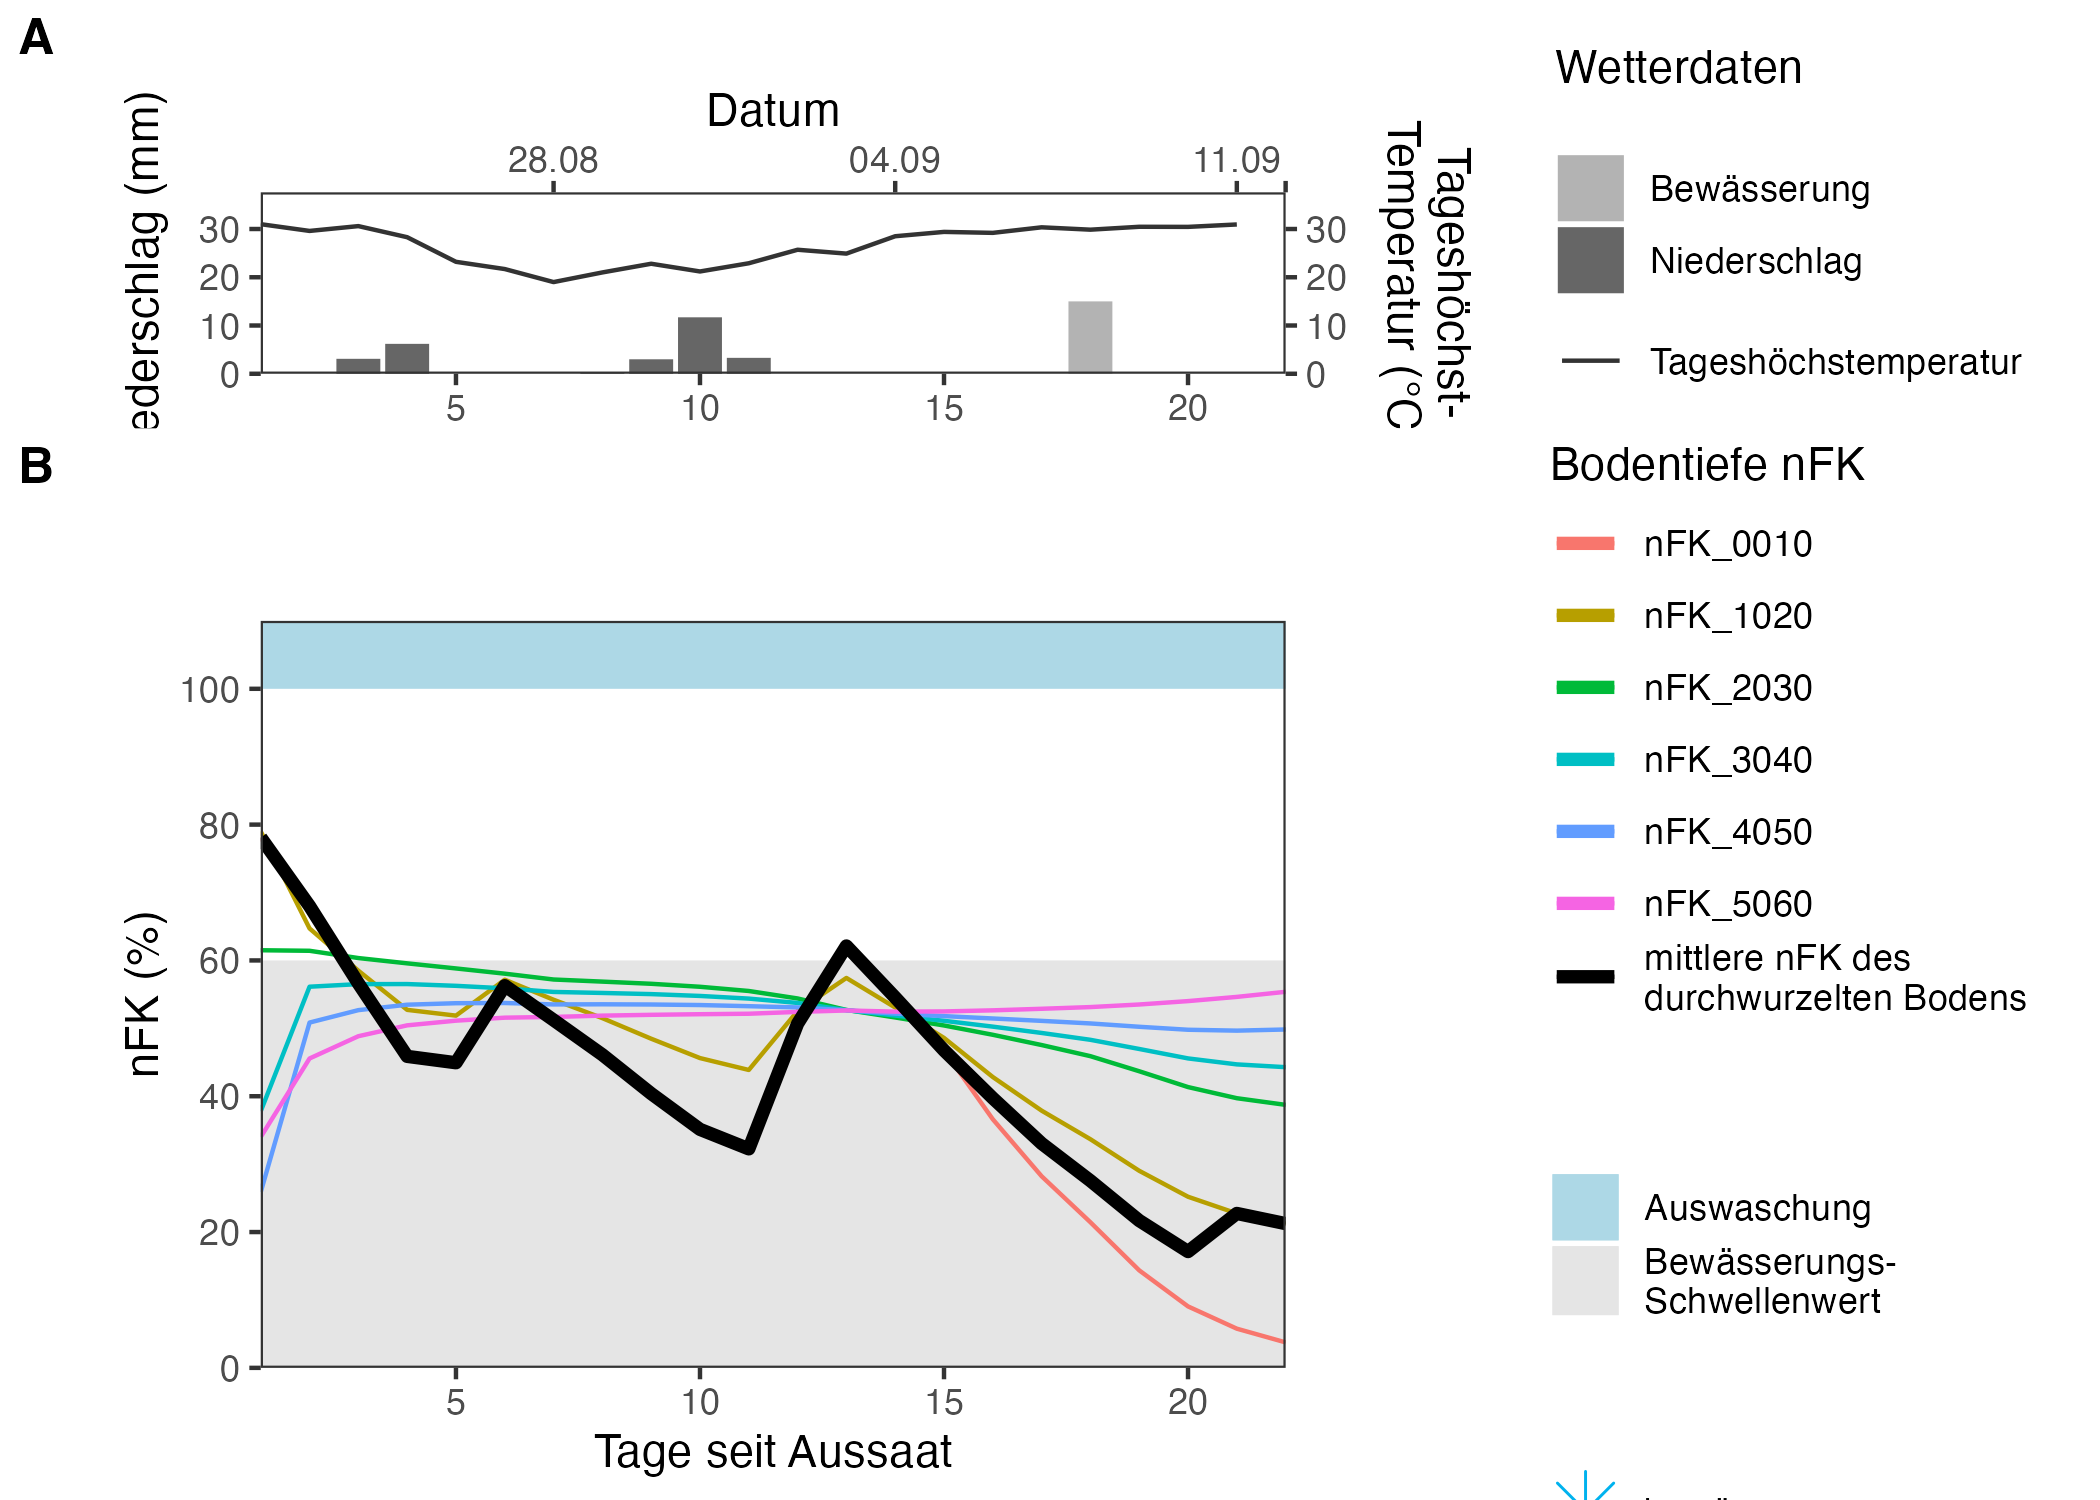 A
Datum
28.08 04.09 11.09
ederschlag (mm)
30
20
10
0
30
20
10
0
Tageshöchst-
Temperatur (°C
5 10 15 20
Wetterdaten
Bewässerung
Niederschlag
Tageshöchstemperatur
B
nFK (%)
100
80
60
40
20
0
5 10 15 20
Tage seit Aussaat
Bodentiefe nFK
nFK_0010
nFK_1020
nFK_2030
nFK_3040
nFK_4050
nFK_5060
mittlere nFK des
durchwurzelten Bodens
Auswaschung
Bewässerungs-
Schwellenwert